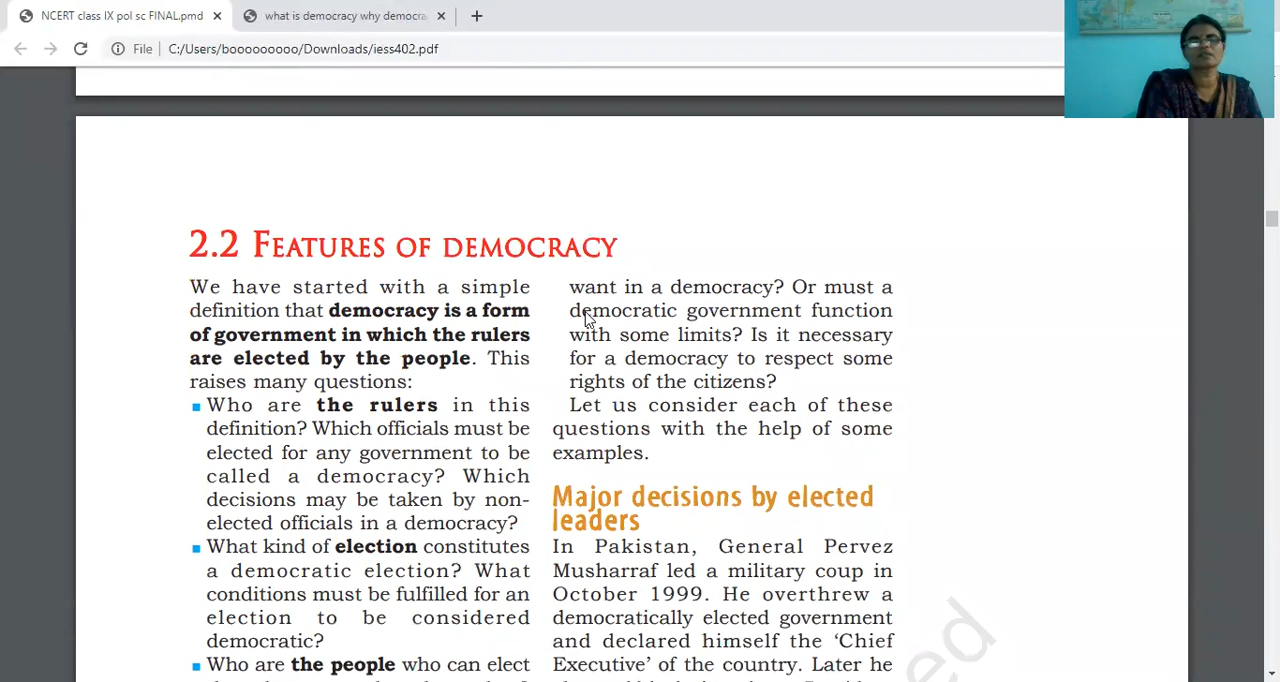 NCERT class IX pol sc FINAL.pmd
what is democracy why democra
File
C:/Users/booooooooo/Downloads/iess402.pdf
2.2 FEATURES OF DEMOCRACY
We have started with a simple
definition that democracy is a form
of government in which the rulers
are elected by the people. This
raises many questions:
Who are the rulers in this
definition? Which officials must be
elected for any government to be
called a democracy? Which
decisions may be taken by non-
elected officials in a democracy?
What kind of election constitutes
a democratic election? What
conditions must be fulfilled for an
election to be considered
democratic?
Who are the people who can elect
want in a democracy? Or must a
democratic government function
with some limits? Is it necessary
for a democracy to respect some
rights of the citizens?
Let us consider each of these
questions with the help of some
examples.
Major decisions by elected
leaders
In Pakistan, General Pervez
Musharraf led a military coup in
October 1999. He overthrew a
democratically elected government
and declared himself the ‘Chief
Executive’ of the country. Later he
ed